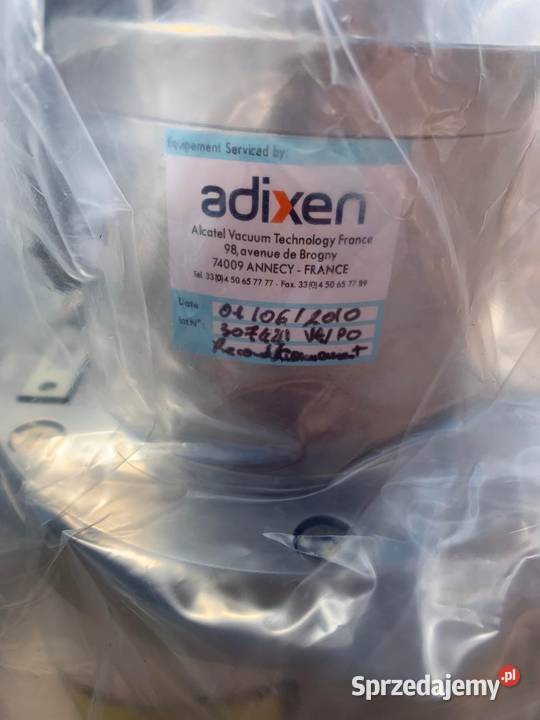 Equipement Serviced by:
adixen
Alcatel Vacuum Technology France
98, avenue de Brogny
74009 ANNECY - FRANCE
Tel. 33(0)4 50 65 77 77 - Fax. 33(0)4 50 65 77 89
Date 01/06/2010
Int N°:
Reconditionnement
Sprzedajemy.pl